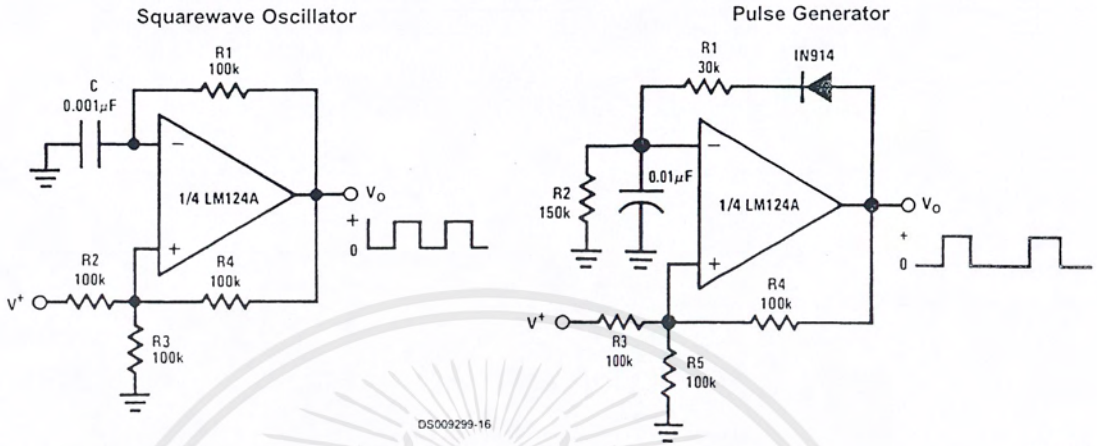 Squarewave Oscillator
R1
100k
C
0.001µF
−
1/4 LM124A
+
Vo
+
0
R2
100k
R4
100k
V+
R3
100k
DS009299-16
Pulse Generator
R1
30k
IN914
−
0.01µF
R2
150k
1/4 LM124A
+
Vo
+
0
R4
100k
V+
R3
100k
R5
100k